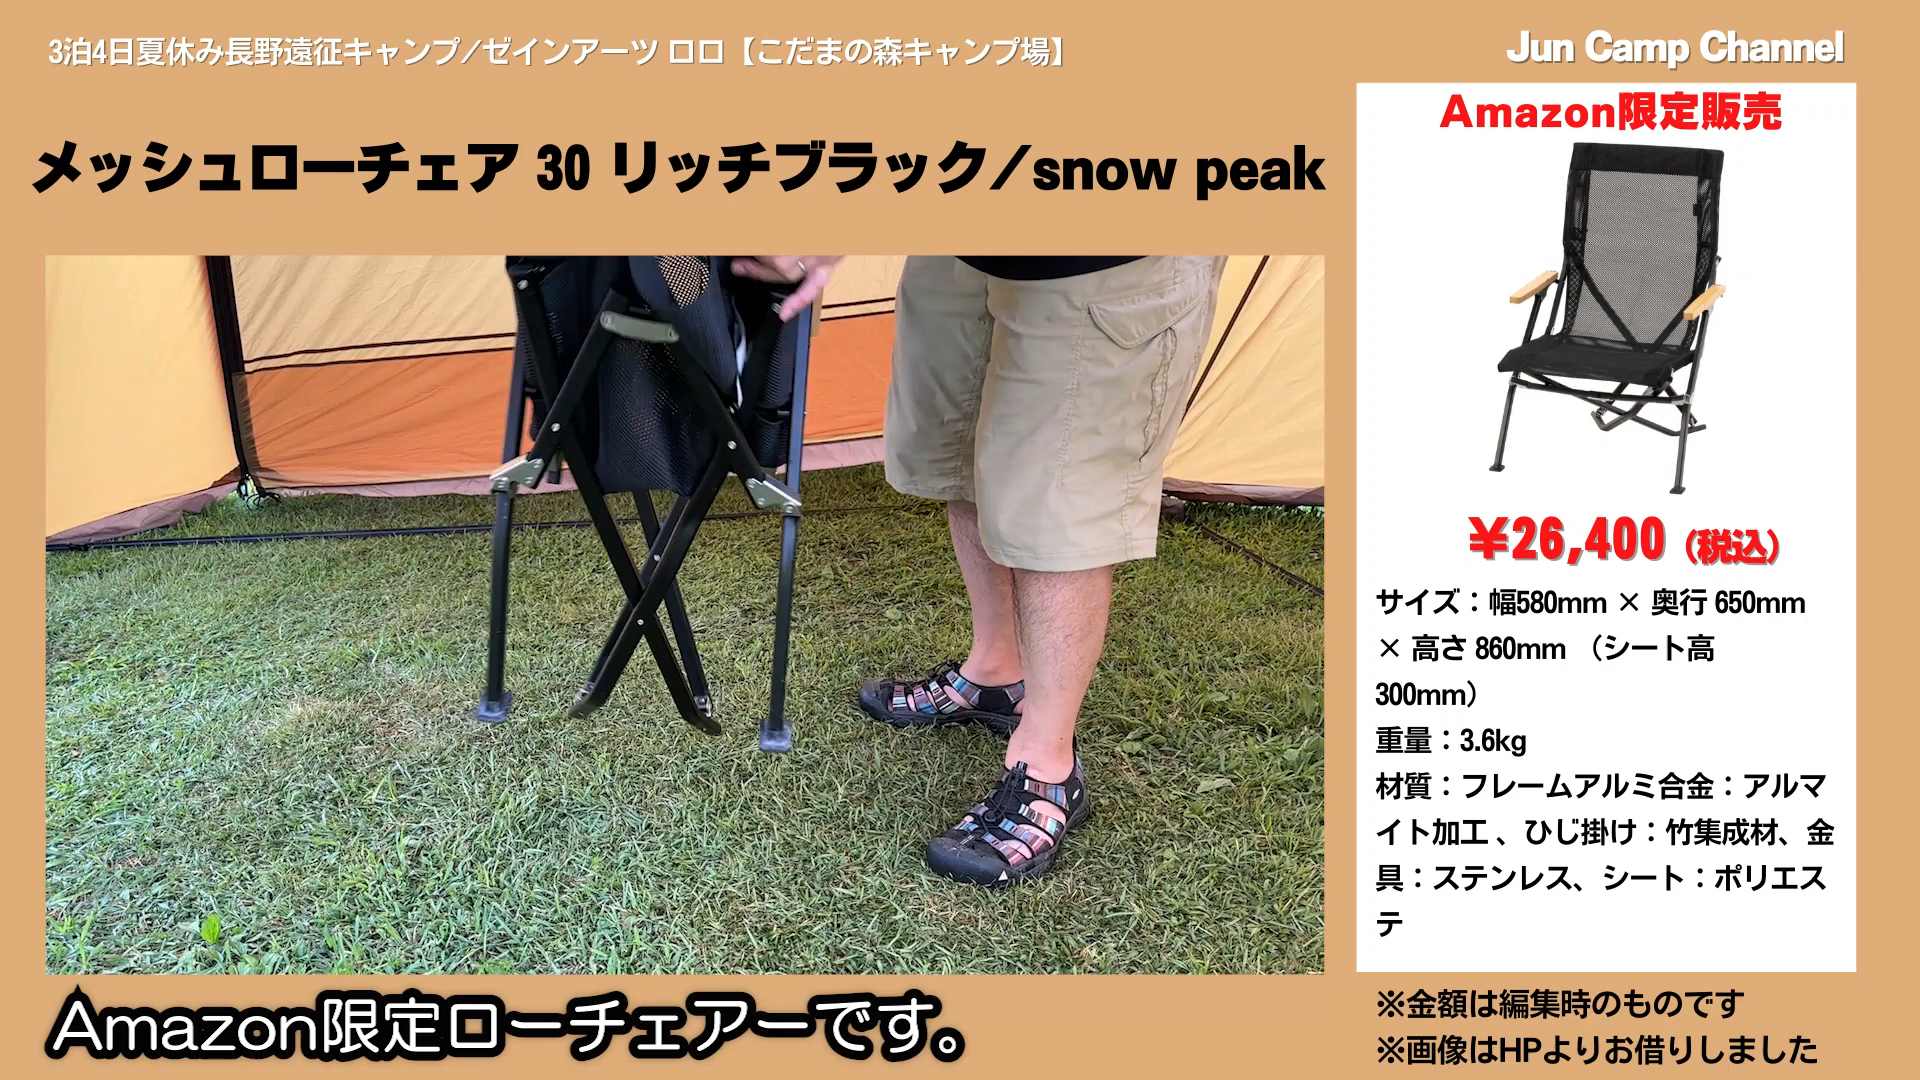 3泊4日夏休み長野遠征キャンプ/ゼインアーツ ロロ【こだまの森キャンプ場】
Jun Camp Channel
メッシュローチェア 30 リッチブラック/snow peak
Amazon限定販売
¥26,400（税込）
サイズ：幅580mm × 奥行 650mm
× 高さ 860mm （シート高
300mm）
重量：3.6kg
材質：フレームアルミ合金：アルマ
イト加工、ひじ掛け：竹集成材、金
具：ステンレス、シート：ポリエス
テ
Amazon限定ローチェアーです。
※金額は編集時のものです
※画像はHPよりお借りしました